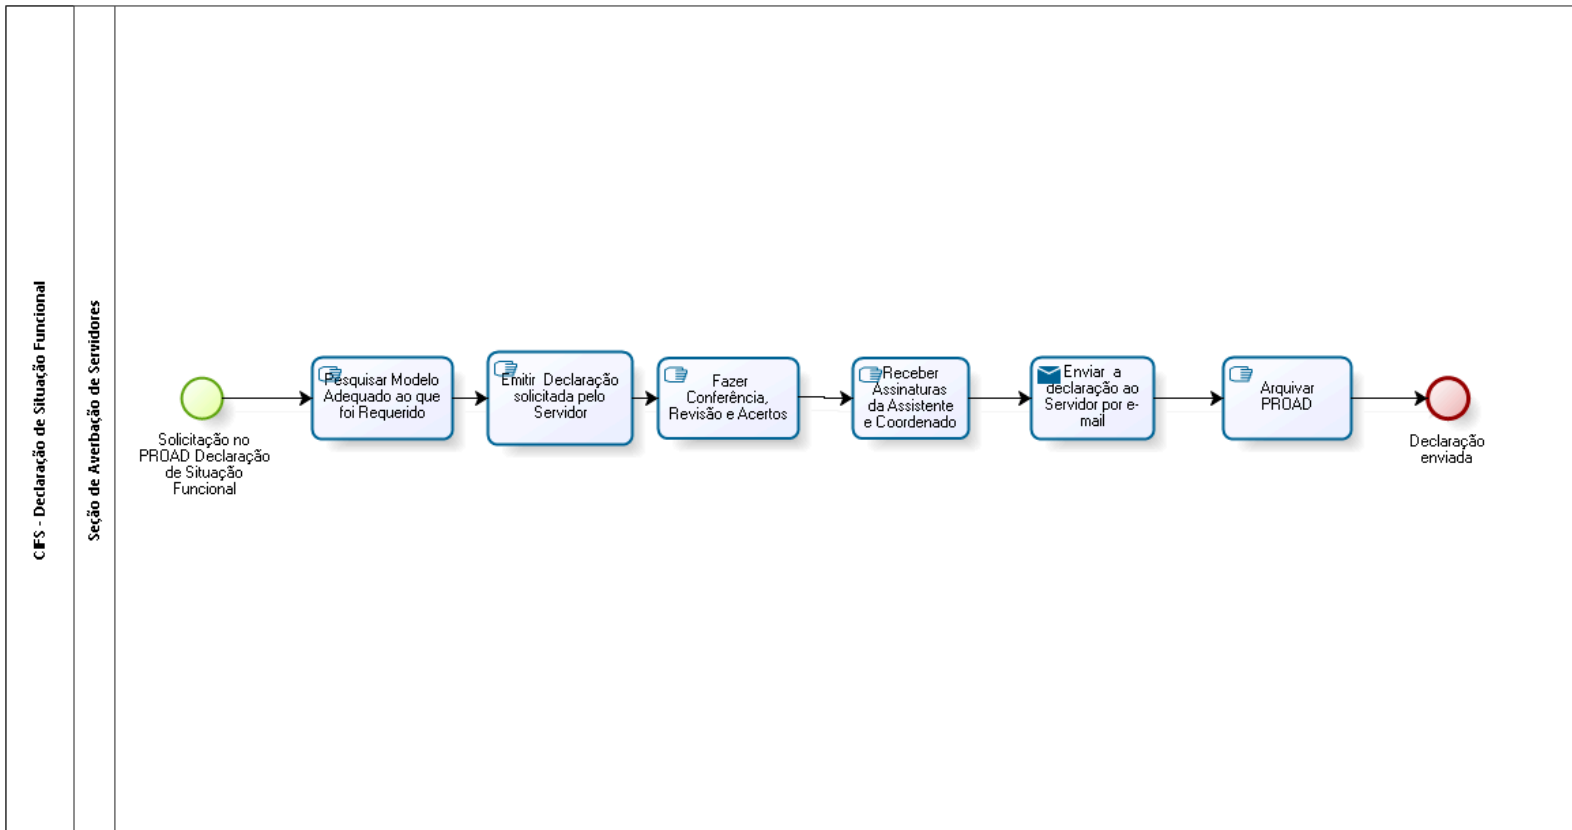 CIFS - Declaração de Situação Funcional
Seção de Averbação de Servidores
Solicitação no
PROAD Declaração
de Situação
Funcional
Pesquisar Modelo
Adequado ao que
foi Requerido
Emitir Declaração
solicitada pelo
Servidor
Fazer
Conferência,
Revisão e Acertos
Receber
Assinaturas
da Assistente
e Coordenado
Enviar a
declaração ao
Servidor por e-
mail
Arquivar
PROAD
Declaração
enviada